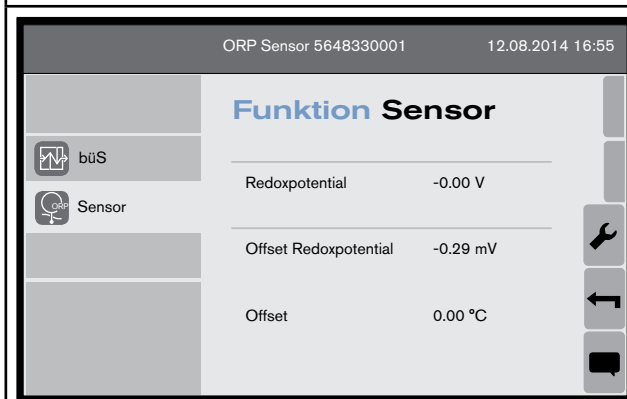 ORP Sensor 5648330001 12.08.2014 16:55
Funktion Sensor
büS
Redoxpotential -0.00 V
ORP Sensor
Offset Redoxpotential -0.29 mV
Offset 0.00 °C